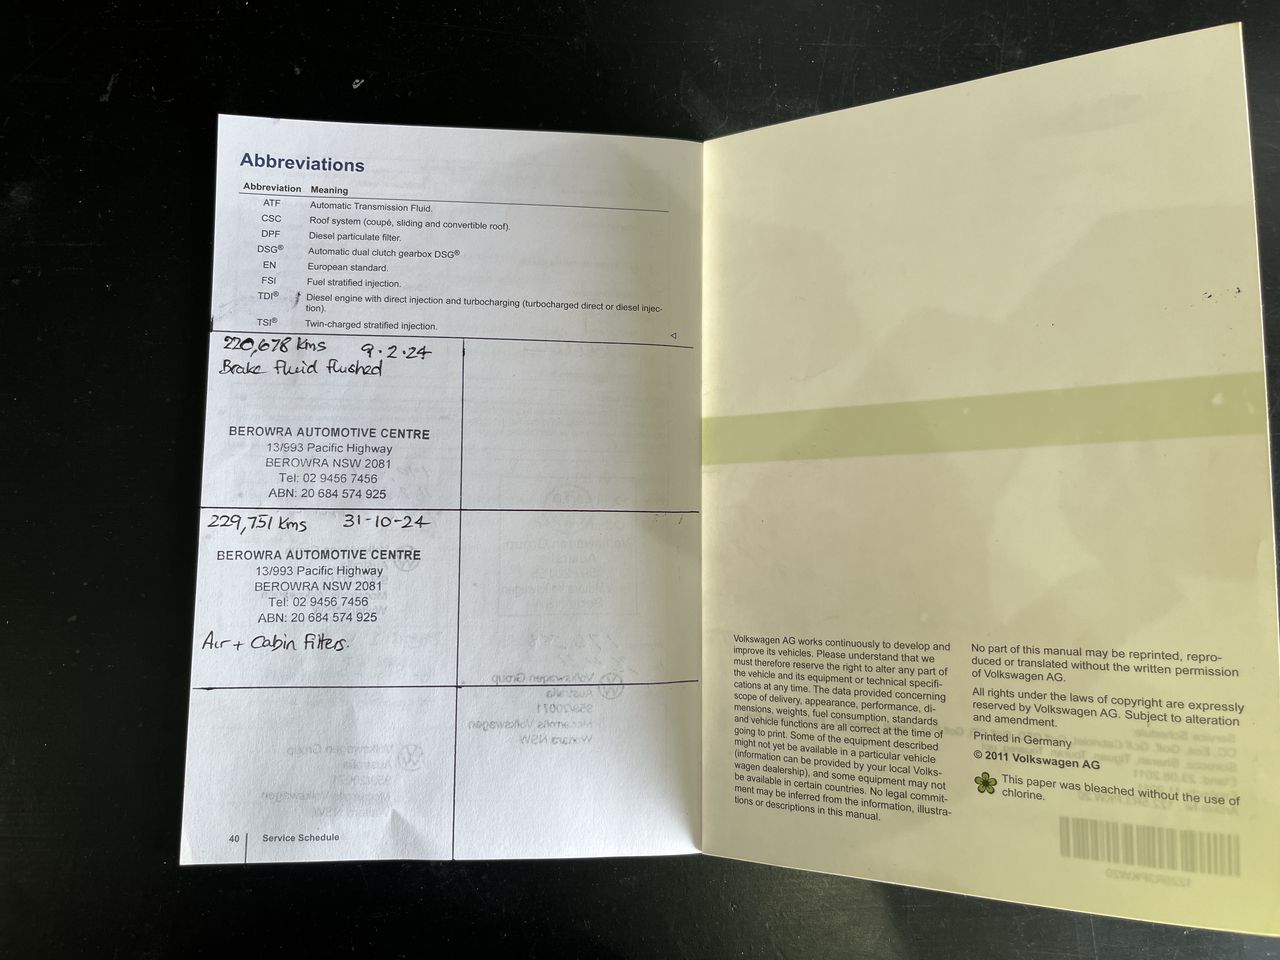 Abbreviations
Abbreviation Meaning
ATF Automatic Transmission Fluid.
CSC Roof system (coupé, sliding and convertible roof).
DPF Diesel particulate filter.
DSG® Automatic dual clutch gearbox DSG®
EN European standard.
FSI Fuel stratified injection.
TDI® Diesel engine with direct injection and turbocharging (turbocharged direct or diesel injec-
tion).
TSI® Twin-charged stratified injection.
220,678 kms 9.2.24
Brake fluid flushed
BEROWRA AUTOMOTIVE CENTRE
13/993 Pacific Highway
BEROWRA NSW 2081
Tel: 02 9456 7456
ABN: 20 684 574 925
229,751 kms 31-10-24
BEROWRA AUTOMOTIVE CENTRE
13/993 Pacific Highway
BEROWRA NSW 2081
Tel: 02 9456 7456
ABN: 20 684 574 925
Air + Cabin filters.
40 Service Schedule
Volkswagen AG works continuously to develop and
improve its vehicles. Please understand that we
must therefore reserve the right to alter any part of
the vehicle and its equipment or technical specifi-
cations at any time. The data provided concerning
scope of delivery, appearance, performance, di-
mensions, weights, fuel consumption, standards
and vehicle functions are all correct at the time of
going to print. Some of the equipment described
might not yet be available in a particular vehicle
(information can be provided by your local Volks-
wagen dealership), and some equipment may not
be available in certain countries. No legal commit-
ment may be inferred from the information, illustra-
tions or descriptions in this manual.
No part of this manual may be reprinted, repro-
duced or translated without the written permission
of Volkswagen AG.
All rights under the laws of copyright are expressly
reserved by Volkswagen AG. Subject to alteration
and amendment.
Printed in Germany
© 2011 Volkswagen AG
This paper was bleached without the use of
chlorine.